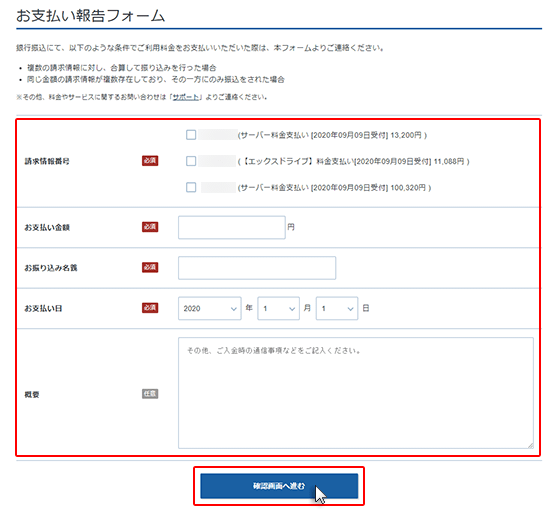 お支払い報告フォーム
銀行振込にて、以下のような条件でご利用料金をお支払いいただいた際は、本フォームよりご連絡ください。
• 複数の請求情報に対し、合算して振り込みを行った場合
• 同じ金額の請求情報が複数存在しており、その一方にのみ振込をされた場合
※その他、料金やサービスに関するお問い合わせは「サポート」よりご連絡ください。
請求情報番号 必須
(サーバー料金支払い [2020年09月09日受付] 13,200円 )
(【エックスドライブ】料金支払い[2020年09月09日受付] 11,088円 )
(サーバー料金支払い [2020年09月09日受付] 100,320円 )
お支払い金額 必須 円
お振り込み名義 必須
お支払い日 必須 2020 年 1 月 1 日
その他、ご入金時の通信事項などをご記入ください。
概要 任意
確認画面へ進む